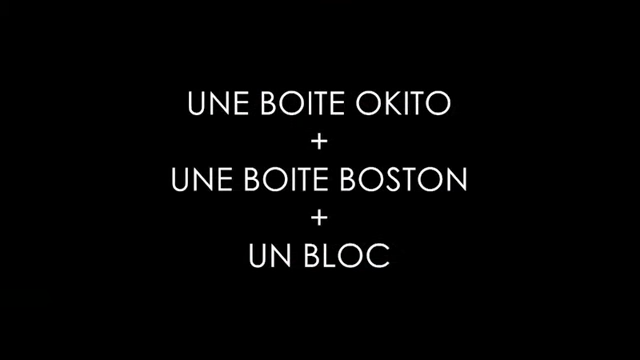 UNE BOITE OKITO
+
UNE BOITE BOSTON
+
UN BLOC